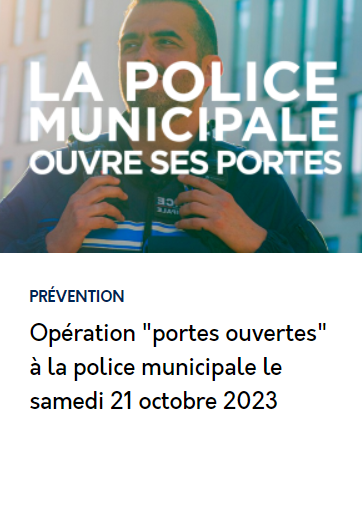 LA POLICE
MUNICIPALE
OUVRE SES PORTES
PRÉVENTION
Opération "portes ouvertes"
à la police municipale le
samedi 21 octobre 2023